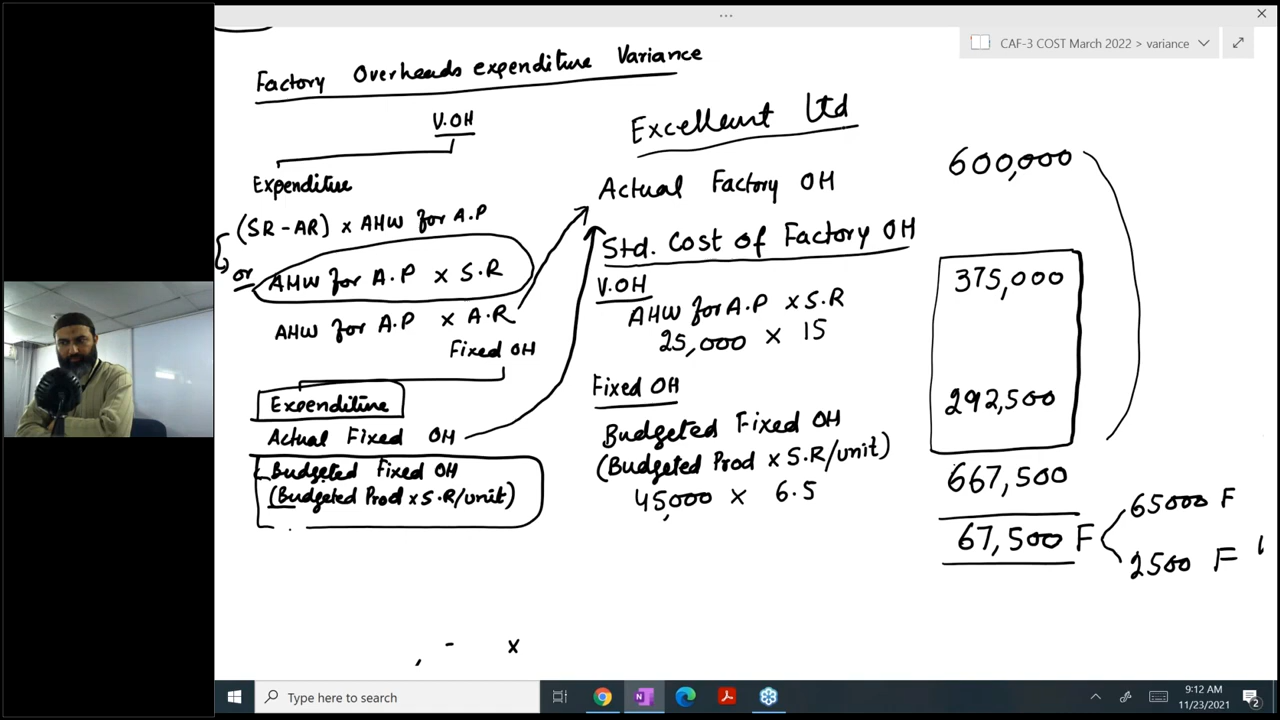 CAF-3 COST March 2022 > variance
Factory Overheads expenditure Variance
V.OH
Expenditure
(SR-AR) x AHW for A.P
or AHW for A.P x S.R
AHW for A.P x A.R
Fixed OH
Expenditure
Actual Fixed OH
Budgeted Fixed OH
(Budgeted Prod x S.R/unit)
Excellent Ltd
Actual Factory OH 600,000
Std. Cost of Factory OH
V.OH 375,000
AHW for A.P x S.R
25,000 x 15
Fixed OH 292,500
Budgeted Fixed OH
(Budgeted Prod x S.R/unit)
45,000 x 6.5
667,500
67,500 F
65000 F
2500 F
, - x
Type here to search
9:12 AM
11/23/2021
2